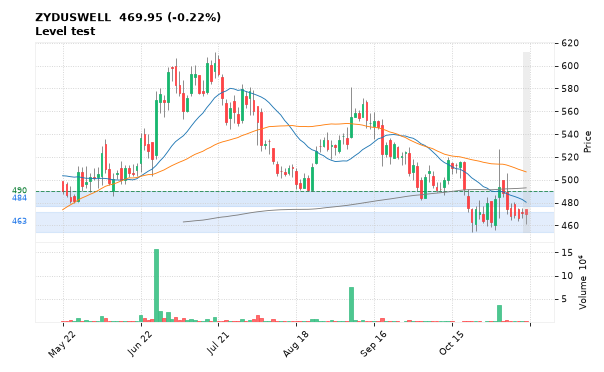 ZYDUSWELL 469.95 (-0.22%)
Level test
620
600
580
560
540
520
500
480
460
Price
490
484
463
15
10
5
Volume 10⁶
May 22
Jun 22
Jul 21
Aug 18
Sep 16
Oct 15